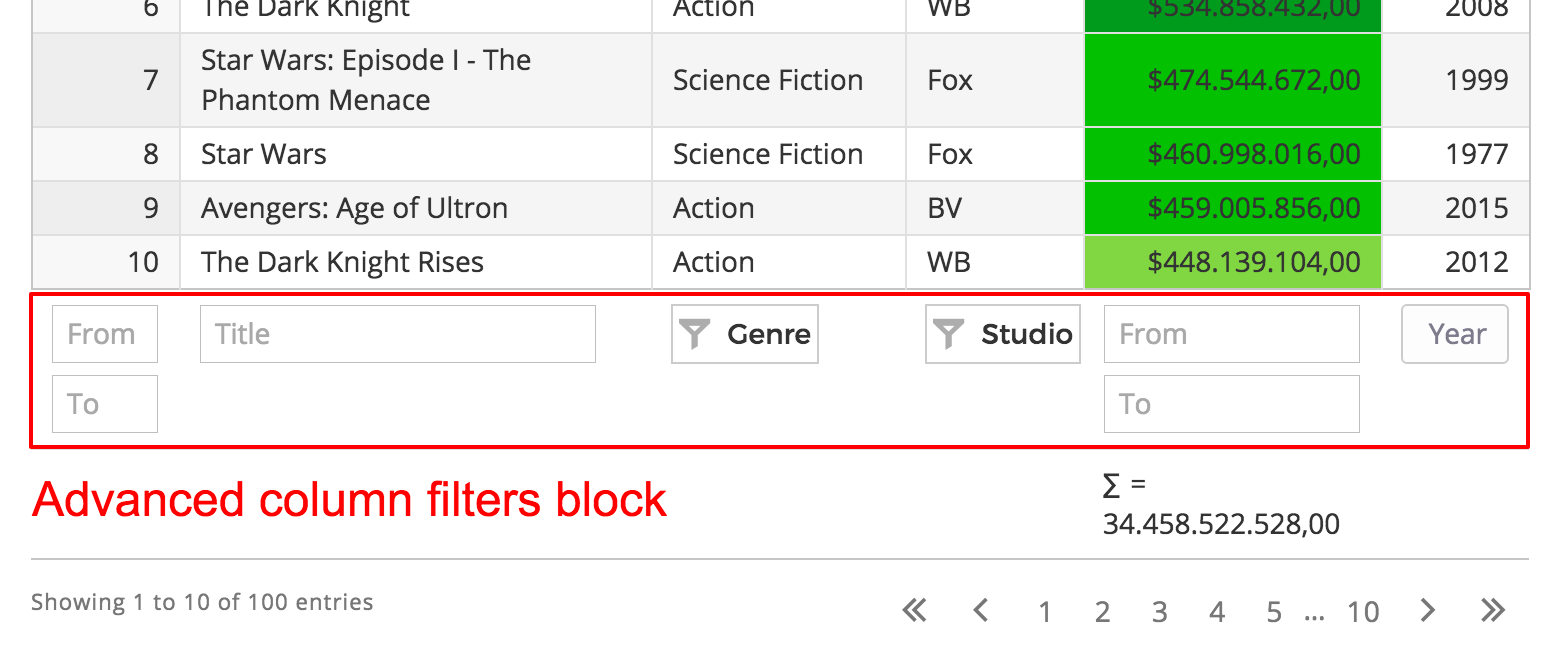 6 The Dark Knight Action WB $534.858.432,00 2008
7 Star Wars: Episode I - The Phantom Menace Science Fiction Fox $474.544.672,00 1999
8 Star Wars Science Fiction Fox $460.998.016,00 1977
9 Avengers: Age of Ultron Action BV $459.005.856,00 2015
10 The Dark Knight Rises Action WB $448.139.104,00 2012
From Title Genre Studio From Year
To To
Advanced column filters block
∑ =
34.458.522.528,00
Showing 1 to 10 of 100 entries
1 2 3 4 5 ... 10